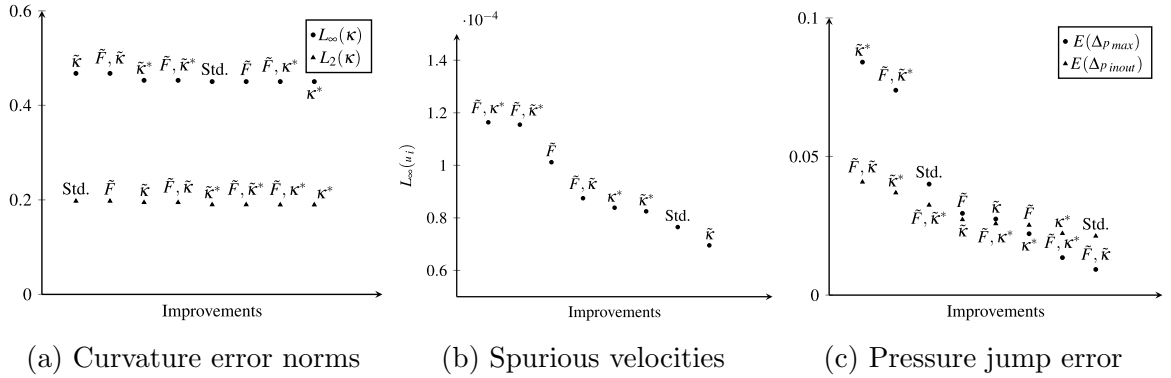 0.6
0.4
0.2
0
κ̃
F̃, κ̃
κ̃*
F̃, κ̃*
Std.
F̃
F̃, κ*
κ*
L∞(κ)
L2(κ)
Std.
F̃
κ̃
F̃, κ̃
κ̃*
F̃, κ̃*
F̃, κ*
κ*
Improvements
(a) Curvature error norms
·10⁻⁴
1.4
1.2
1
0.8
0.6
L∞(u i)
F̃, κ*
F̃, κ̃*
F̃
F̃, κ̃
κ*
κ̃*
Std.
κ̃
Improvements
(b) Spurious velocities
0.1
0.05
0
κ̃*
F̃, κ̃*
E(Δp max)
E(Δp inout)
F̃, κ̃
κ̃*
Std.
F̃, κ̃*
F̃
κ̃
κ̃
F̃, κ*
F̃
κ*
κ*
F̃, κ*
Std.
F̃, κ̃
Improvements
(c) Pressure jump error